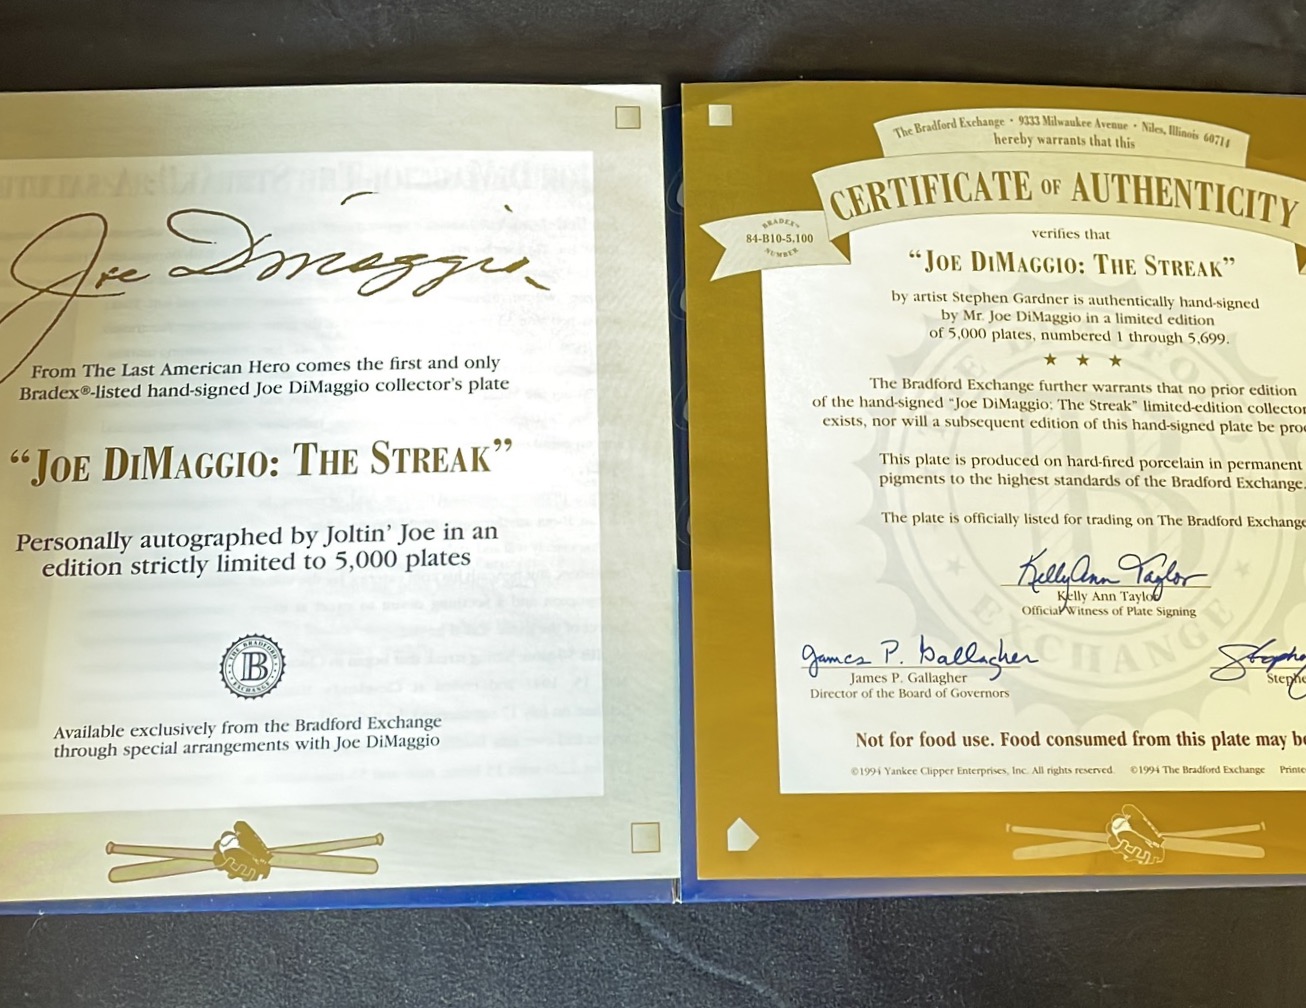 Joe DiMaggio
From The Last American Hero comes the first and only
Bradex®-listed hand-signed Joe DiMaggio collector's plate
“JOE DIMAGGIO: THE STREAK”
Personally autographed by Joltin’ Joe in an
edition strictly limited to 5,000 plates
THE BRADFORD
B
EXCHANGE
Available exclusively from the Bradford Exchange
through special arrangements with Joe DiMaggio
The Bradford Exchange · 9333 Milwaukee Avenue · Niles, Illinois 60714
hereby warrants that this
CERTIFICATE OF AUTHENTICITY
BRADEX
84-B10-5,100
NUMBER
verifies that
“JOE DIMAGGIO: THE STREAK”
by artist Stephen Gardner is authentically hand-signed
by Mr. Joe DiMaggio in a limited edition
of 5,000 plates, numbered 1 through 5,699.
The Bradford Exchange further warrants that no prior edition
of the hand-signed “Joe DiMaggio: The Streak” limited-edition collector
exists, nor will a subsequent edition of this hand-signed plate be pro
This plate is produced on hard-fired porcelain in permanent
pigments to the highest standards of the Bradford Exchange.
The plate is officially listed for trading on The Bradford Exchange
KellyAnn Taylor
Kelly Ann Taylor
Official Witness of Plate Signing
James P. Gallagher
James P. Gallagher
Director of the Board of Governors
Stephe
Stephe
Not for food use. Food consumed from this plate may be
©1994 Yankee Clipper Enterprises, Inc. All rights reserved. ©1994 The Bradford Exchange Printe
B
EXCHANGE